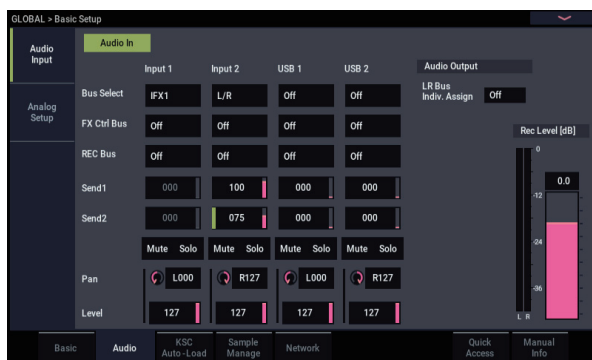 GLOBAL > Basic Setup
Audio Input
Analog Setup
Audio In
Input 1 Input 2 USB 1 USB 2
Bus Select IFX1 L/R Off Off
FX Ctrl Bus Off Off Off Off
REC Bus Off Off Off Off
Send1 000 100 000 000
Send2 000 075 000 000
Mute Solo Mute Solo Mute Solo Mute Solo
Pan L000 R127 L000 R127
Level 127 127 127 127
Audio Output
LR Bus
Indiv. Assign Off
Rec Level [dB]
0
0.0
-12
-24
-36
L R
Basic Audio KSC Auto-Load Sample Manage Network Quick Access Manual Info